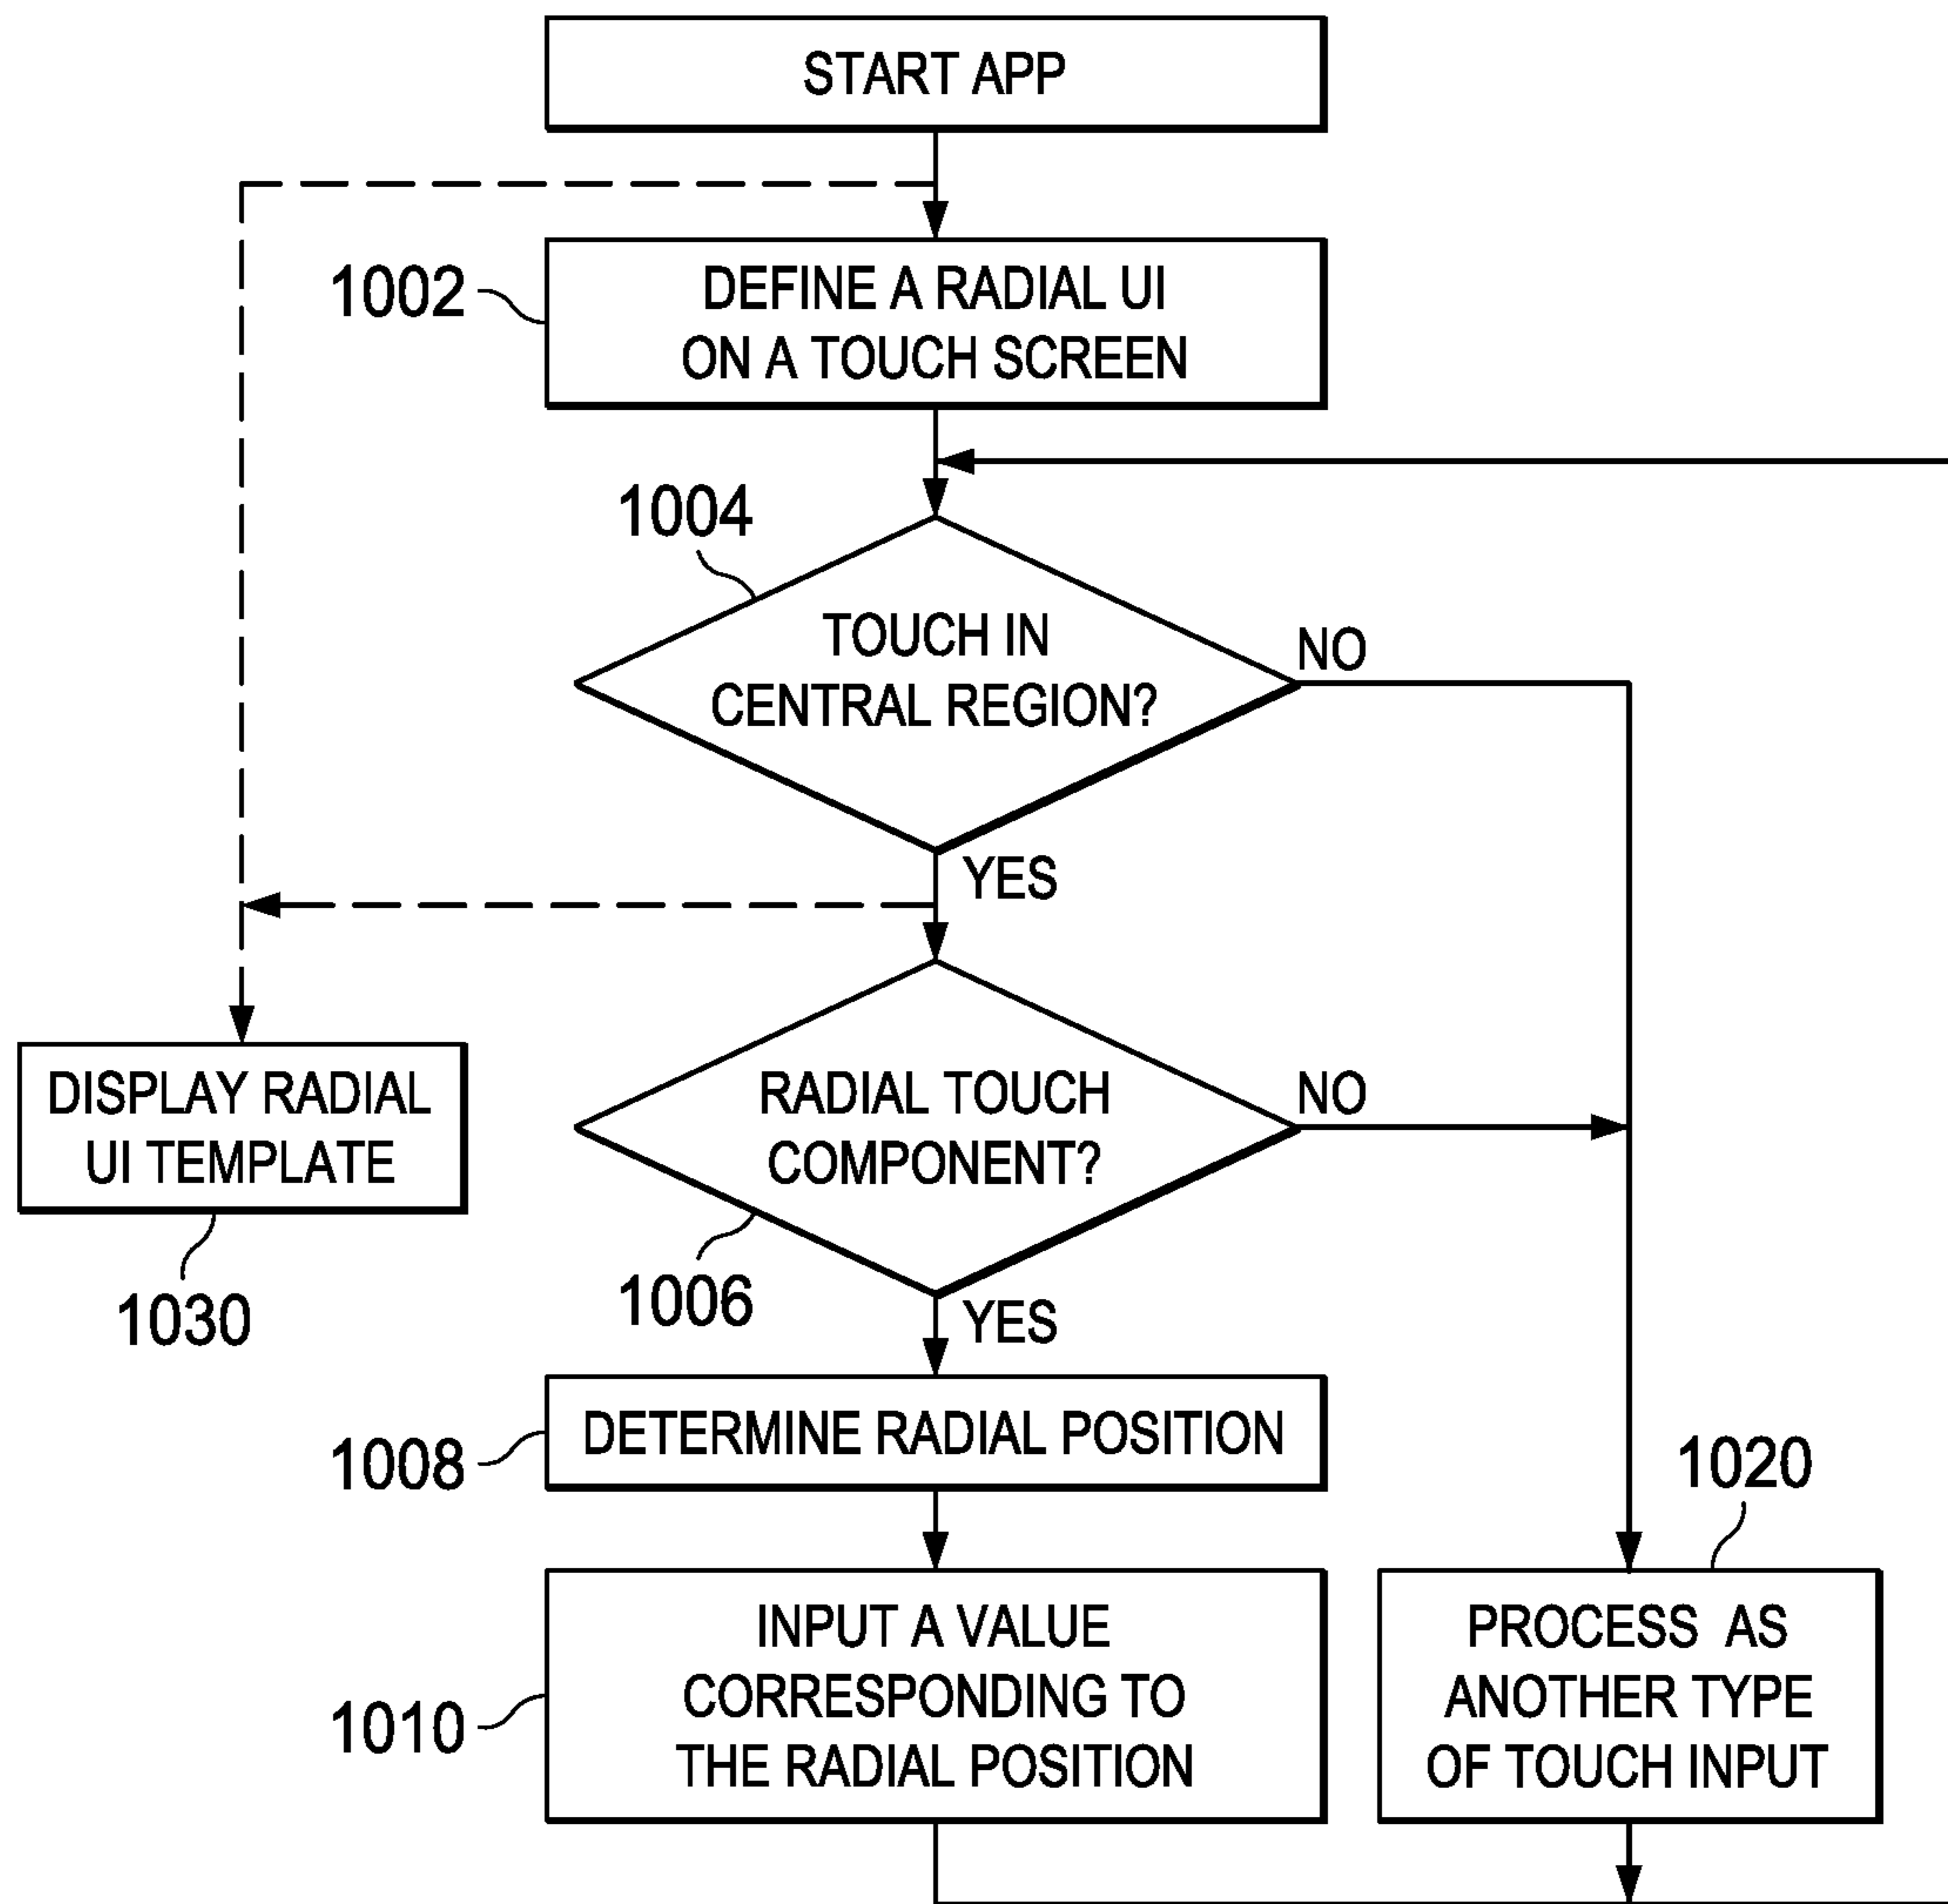 START APP
1002
DEFINE A RADIAL UI
ON A TOUCH SCREEN
1004
TOUCH IN
CENTRAL REGION?
NO
YES
DISPLAY RADIAL
UI TEMPLATE
1030
RADIAL TOUCH
COMPONENT?
NO
1006
YES
1008
DETERMINE RADIAL POSITION
1020
1010
INPUT A VALUE
CORRESPONDING TO
THE RADIAL POSITION
PROCESS AS
ANOTHER TYPE
OF TOUCH INPUT